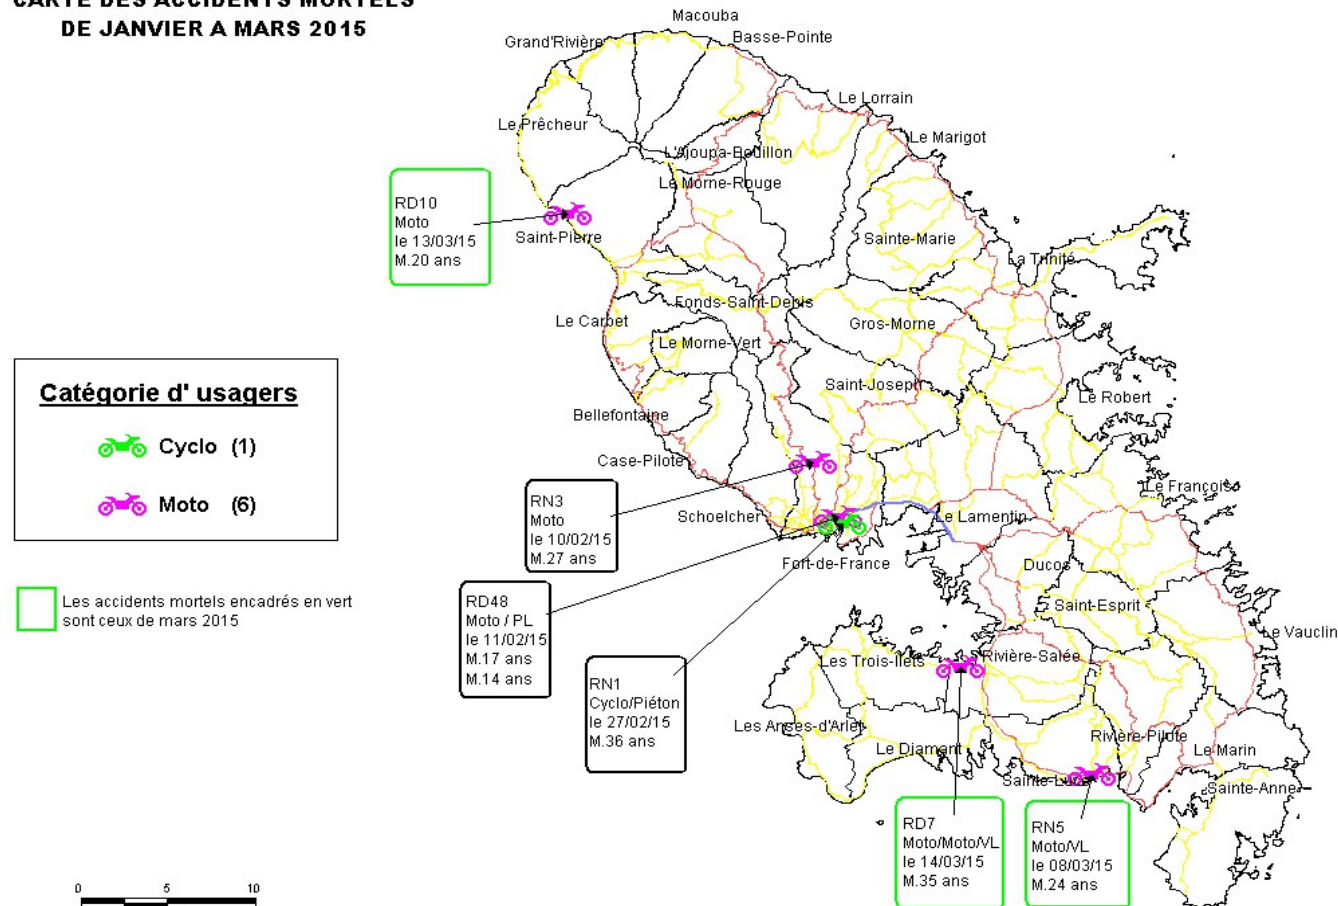 CARTE DES ACCIDENTS MORTELS
DE JANVIER A MARS 2015
Macouba
Grand'Rivière
Basse-Pointe
Le Lorrain
Le Prêcheur
Le Marigot
L'Ajoupa-Bouillon
Le Morne-Rouge
RD10
Moto
le 13/03/15
M.20 ans
Saint-Pierre
Sainte-Marie
La Trinité
Fonds-Saint-Denis
Le Carbet
Gros-Morne
Le Morne-Vert
Saint-Joseph
Le Robert
Bellefontaine
Case-Pilote
Catégorie d' usagers
Cyclo (1)
Moto (6)
Les accidents mortels encadrés en vert
sont ceux de mars 2015
RN3
Moto
le 10/02/15
M.27 ans
Schoelcher
Le François
Le Lamentin
Fort-de-France
Ducos
RD48
Moto / PL
le 11/02/15
M.17 ans
M.14 ans
Saint-Esprit
Le Vauclin
RN1
Cyclo/Piéton
le 27/02/15
M.36 ans
Les Trois-Ilets
Rivière-Salée
Les Anses-d'Arlet
Le Diamant
Rivière-Pilote
Le Marin
Sainte-Luce
Sainte-Anne
RD7
Moto/Moto/VL
le 14/03/15
M.35 ans
RN5
Moto/VL
le 08/03/15
M.24 ans
0 5 10